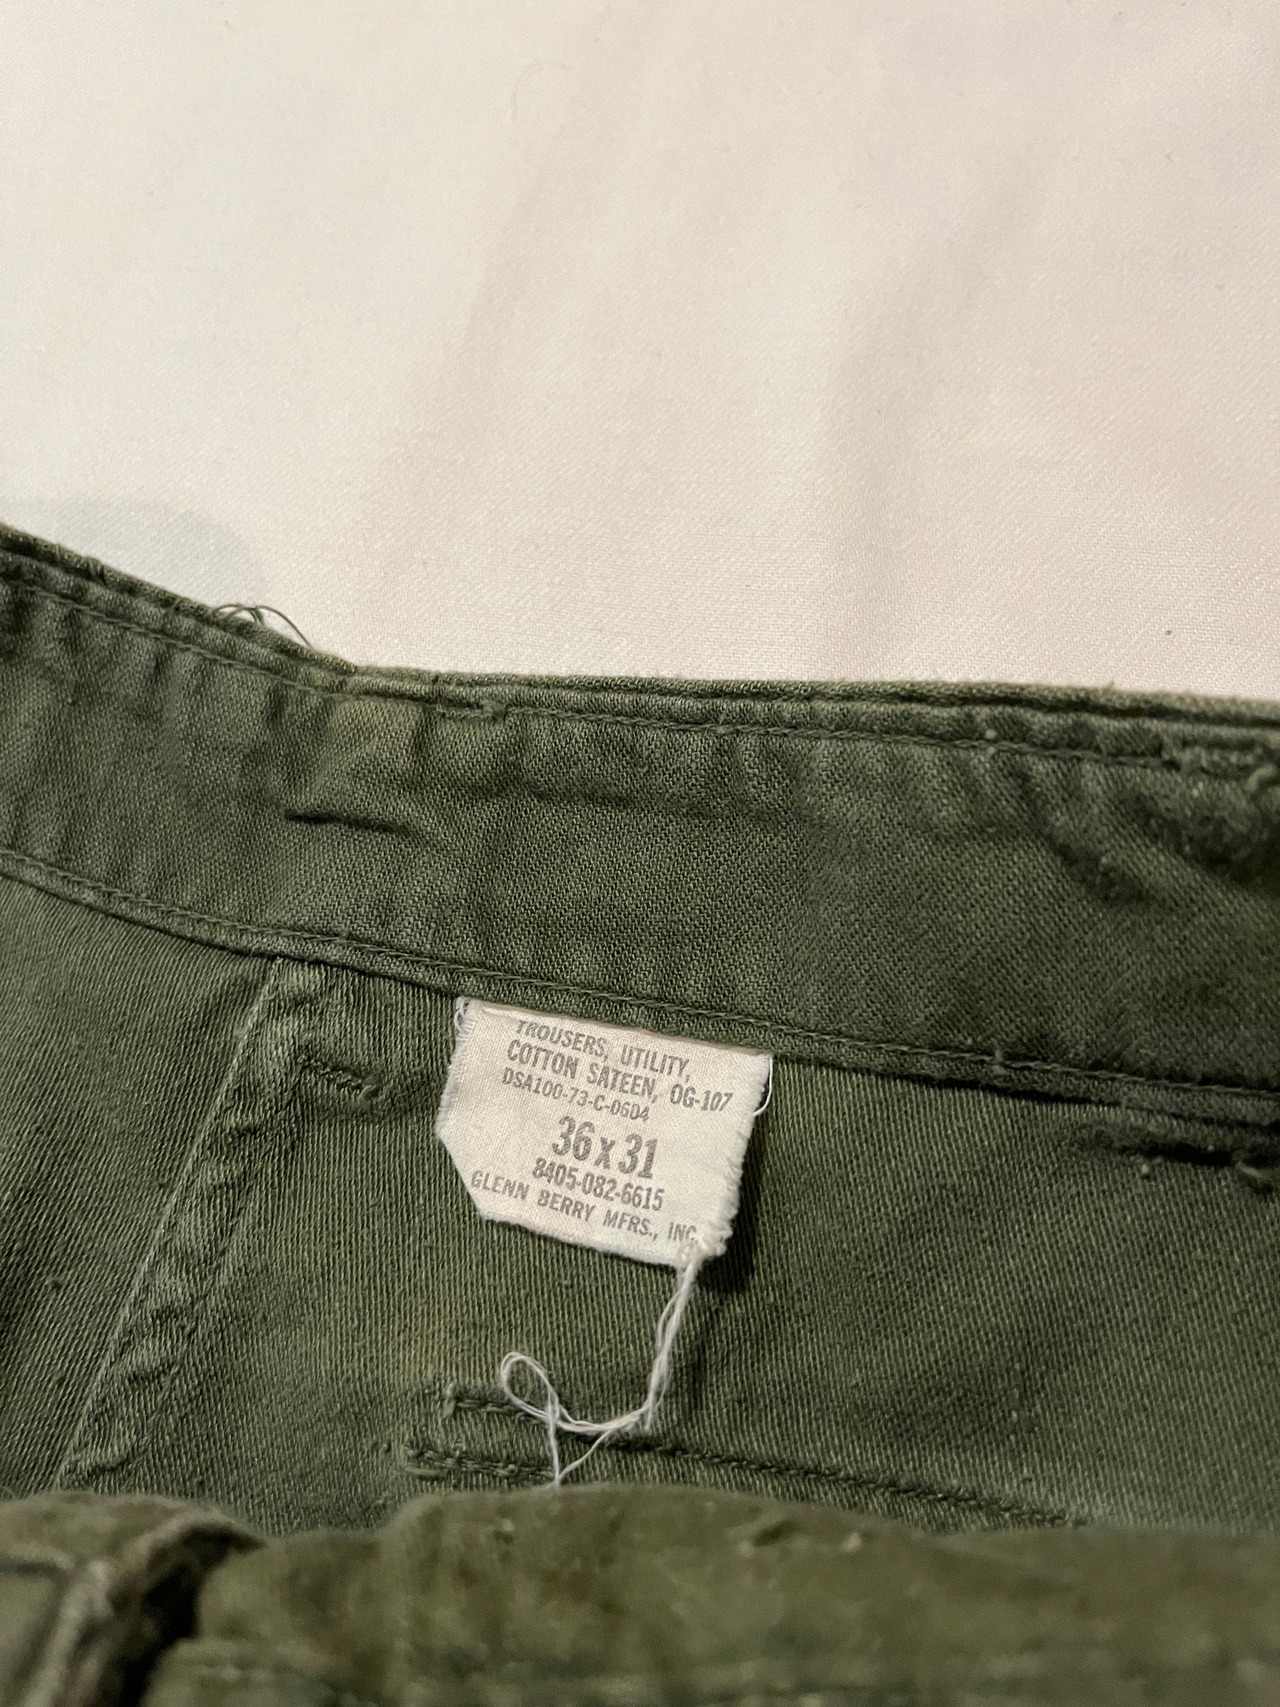 TROUSERS, UTILITY,
COTTON SATEEN, OG-107
DSA100-73-C-0604
36 x 31
8405-082-6615
GLENN BERRY MFRS., INC.